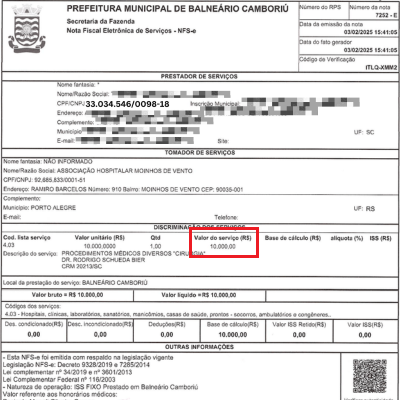 PREFEITURA MUNICIPAL DE BALNEÁRIO CAMBORIÚ
Secretaria da Fazenda
Nota Fiscal Eletrônica de Serviços - NFS-e
Número do RPS Número da nota
7252 - E
Data da emissão da nota
03/02/2025 15:41:05
Data do fato gerador
03/02/2025 15:41:05
Código de Verificação
ITLQ-XMM2
PRESTADOR DE SERVIÇOS
Nome fantasia:
Nome/Razão Social:
CPF/CNPJ 33.034.546/0098-18 Inscrição Municipal
Endereço:
Complemento:
Município UF: SC
E-mail: Site:
TOMADOR DE SERVIÇOS
Nome fantasia: NÃO INFORMADO
Nome/Razão Social: ASSOCIAÇÃO HOSPITALAR MOINHOS DE VENTO
CPF/CNPJ: 92.685.833/0001-51
Endereço: RAMIRO BARCELOS Número: 910 Bairro: MOINHOS DE VENTO CEP: 90035-001
Complemento:
Município: PORTO ALEGRE UF: RS
E-mail: Telefone:
DISCRIMINAÇÃO DOS SERVIÇOS
Cod. lista serviço Valor unitário (R$) Qtd Valor do serviço (R$) Base de cálculo (R$) alíquota (%) ISS (R$)
4.03 10.000,0000 1,00 10.000,00
Descrição do serviço: PROCEDIMENTOS MÉDICOS DIVERSOS "CIRURGIA"
DR. RODRIGO SCHUEDA BIER
CRM 20213/SC
Local da prestação de serviço: BALNEÁRIO CAMBORIÚ
Valor bruto = R$ 10.000,00 Valor líquido = R$ 10.000,00
Códigos dos serviços:
4.03 - Hospitais, clínicas, laboratórios, sanatórios, manicômios, casas de saúde, prontos - socorros, ambulatórios e congêneres..
Des. condicionado(R$) Desc. incondicionado(R$) Deduções(R$) Base de cálculo(R$) Valor ISS Retido(R$) Valor do ISS(R$)
0,00 0,00 0,00 10.000,00 0,00 0,00
OUTRAS INFORMAÇÕES
- Esta NFS-e foi emitida com respaldo na legislação vigente
- Leis e Decretos: Decreto 9328/2019 e 7285/2014
Lei complementar nº 34/2019 e nº 3601/2013
Lei Complementar Federal nº 116/2003
- Natureza de operação: ISS FIXO Prestado em Balneário Camboriú
Valor referente aos honorários médicos: